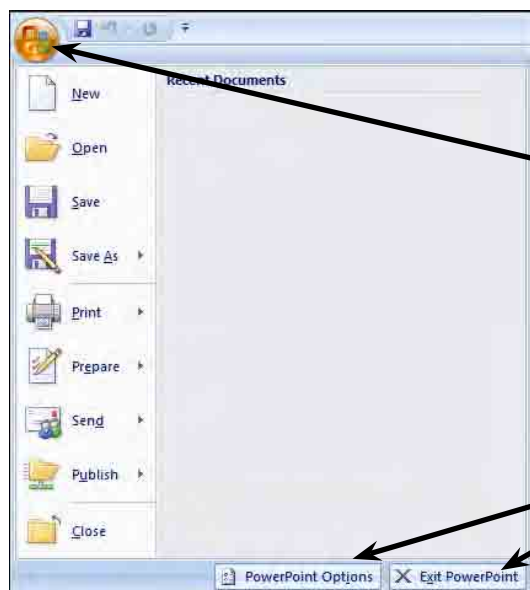 Recent Documents
New
Open
Save
Save As
Print
Prepare
Send
Publish
Close
PowerPoint Options
Exit PowerPoint